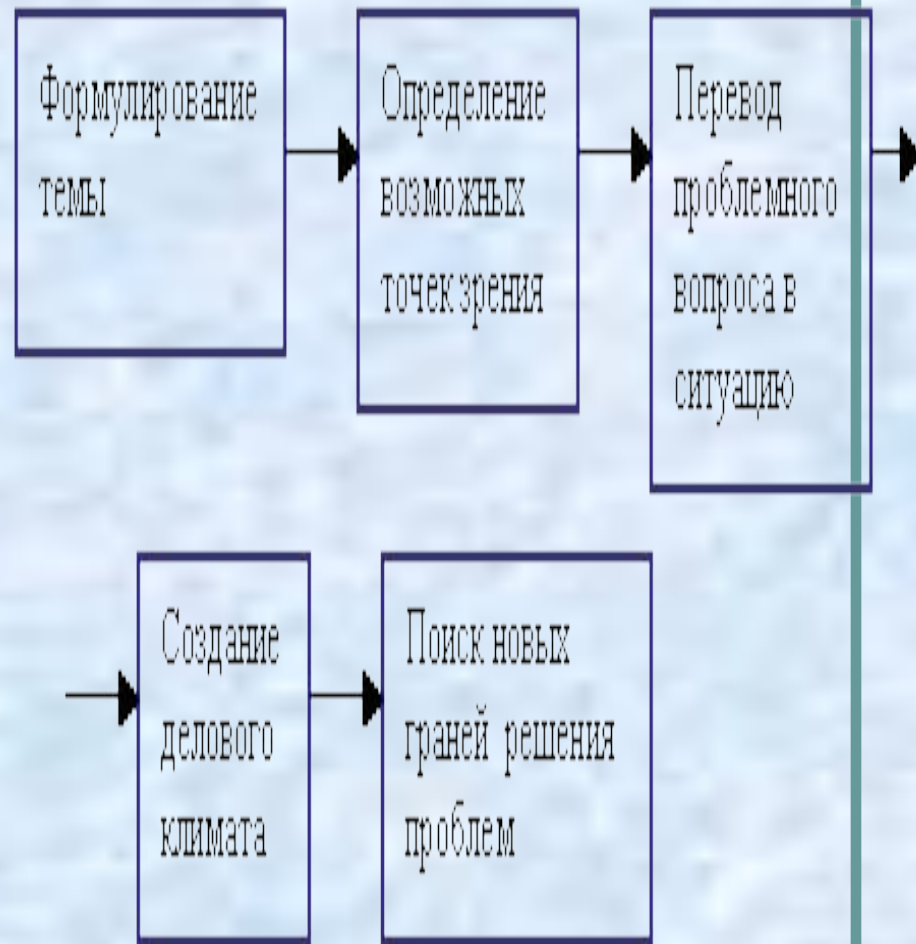 Формулирование
темы
Определение
возможных
точек зрения
Перевод
проблемного
вопроса в
ситуацию
Создание
делового
климата
Поиск новых
граней решения
проблем